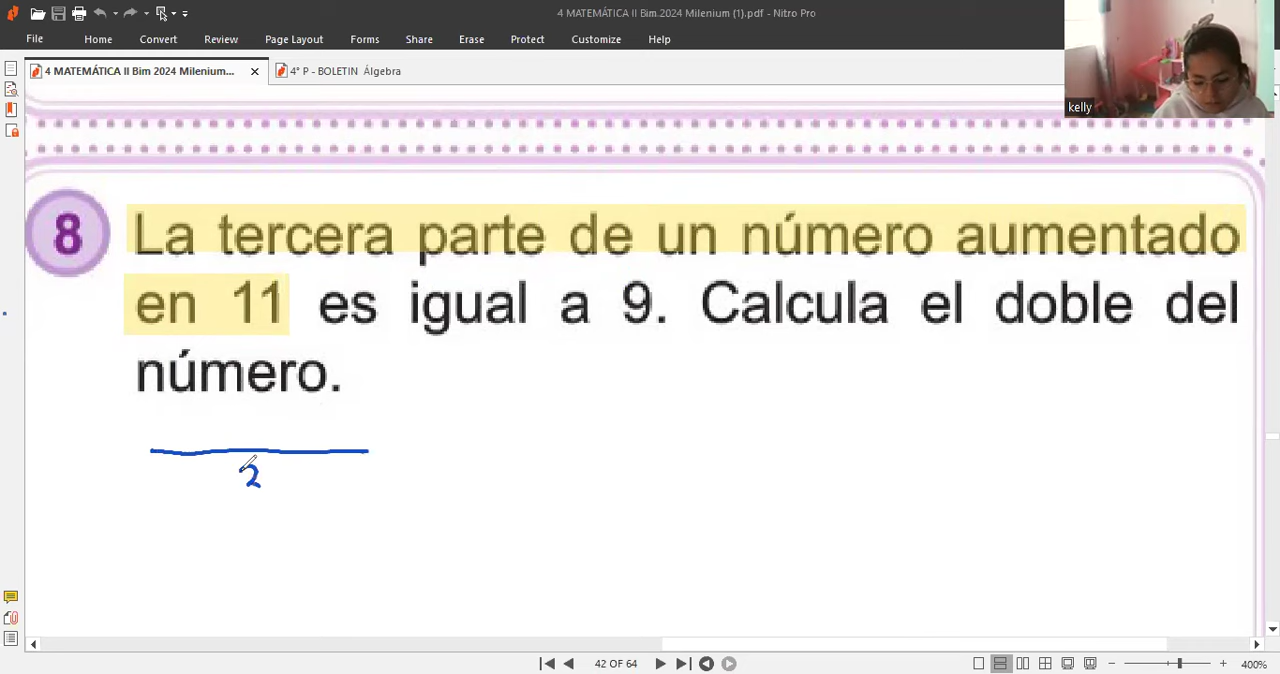 4 MATEMÁTICA II Bim.2024 Milenium (1).pdf - Nitro Pro
File Home Convert Review Page Layout Forms Share Erase Protect Customize Help
4 MATEMÁTICA II Bim 2024 Milenium... 4° P - BOLETIN Álgebra
kelly
8 La tercera parte de un número aumentado
en 11 es igual a 9. Calcula el doble del
número.
2
42 OF 64
400%